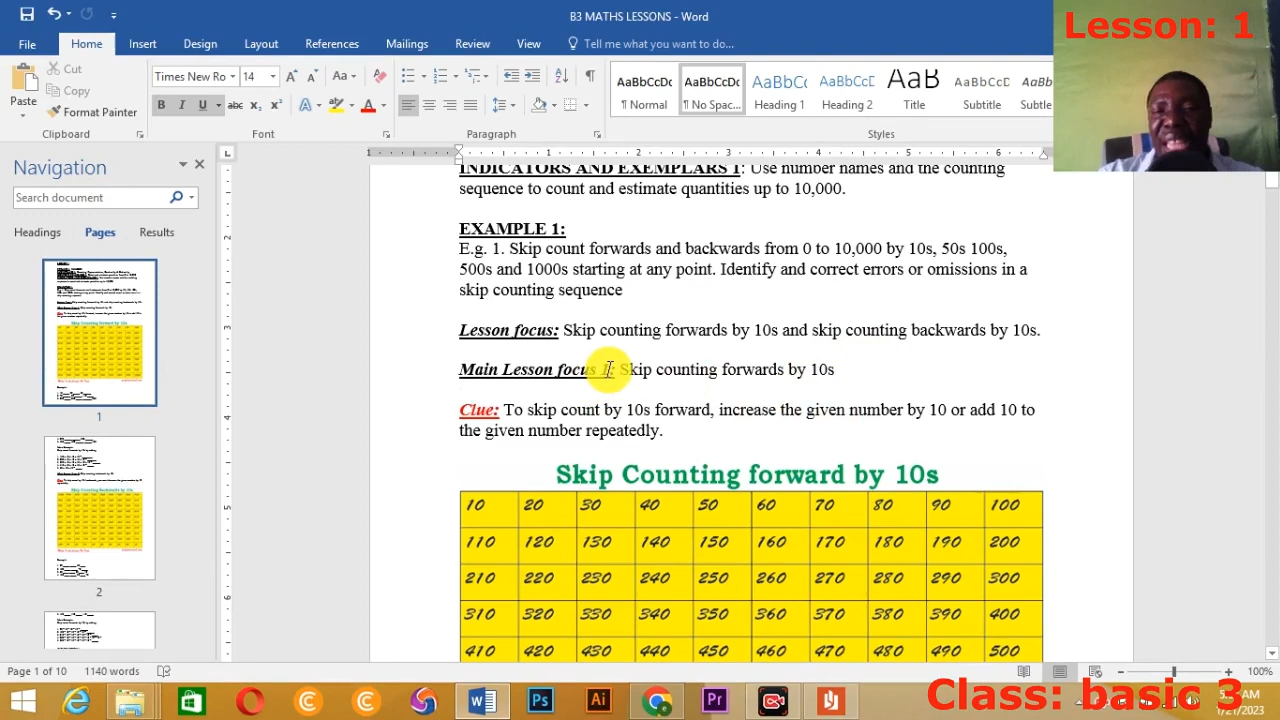 B3 MATHS LESSONS - Word
Lesson: 1
File Home Insert Design Layout References Mailings Review View Tell me what you want to do...
Cut
Copy
Paste
Format Painter
Times New Ro 14
AaBbCcDc AaBbCcDc AaBbCc AaBbCcD AaB AaBbCcD AaBbCcD
¶ Normal ¶ No Spac... Heading 1 Heading 2 Title Subtitle Subtle
Clipboard Font Paragraph Styles
Navigation
Search document
Headings Pages Results
1
2
INDICATORS AND EXEMPLARS 1: Use number names and the counting
sequence to count and estimate quantities up to 10,000.
EXAMPLE 1:
E.g. 1. Skip count forwards and backwards from 0 to 10,000 by 10s, 50s 100s,
500s and 1000s starting at any point. Identify and correct errors or omissions in a
skip counting sequence
Lesson focus: Skip counting forwards by 10s and skip counting backwards by 10s.
Main Lesson focus 1: Skip counting forwards by 10s
Clue: To skip count by 10s forward, increase the given number by 10 or add 10 to
the given number repeatedly.
Skip Counting forward by 10s
10 20 30 40 50 60 70 80 90 100
110 120 130 140 150 160 170 180 190 200
210 220 230 240 250 260 270 280 290 300
310 320 330 340 350 360 370 380 390 400
410 420 430 440 450 460 470 480 490 500
Page 1 of 10 1140 words
100%
Class: basic 3
1/21/2023